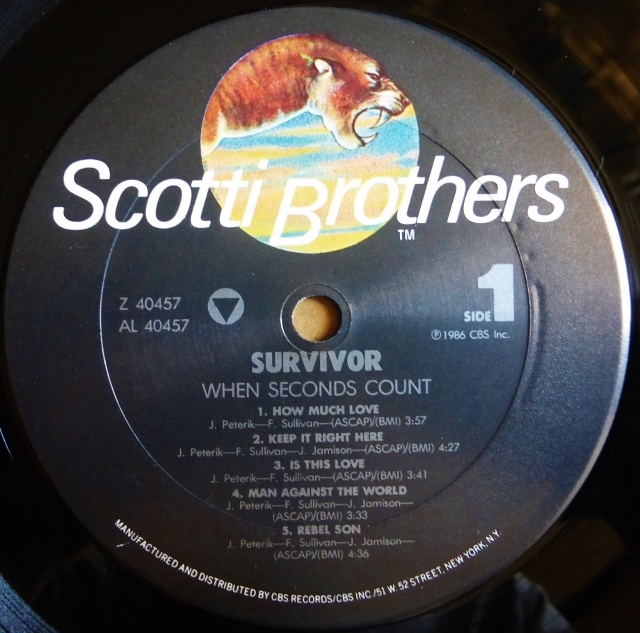 Scotti Brothers
TM
Z 40457
AL 40457
SIDE 1
℗1986 CBS Inc.
SURVIVOR
WHEN SECONDS COUNT
1. HOW MUCH LOVE
J. Peterik—F. Sullivan—(ASCAP)/(BMI) 3:57
2. KEEP IT RIGHT HERE
J. Peterik—F. Sullivan—J. Jamison—(ASCAP)/(BMI) 4:27
3. IS THIS LOVE
J. Peterik—F. Sullivan—(ASCAP)/(BMI) 3:41
4. MAN AGAINST THE WORLD
J. Peterik—F. Sullivan—J. Jamison—
(ASCAP)/(BMI) 3:33
5. REBEL SON
J. Peterik—F. Sullivan—J. Jamison—
(ASCAP)/(BMI) 4:36
MANUFACTURED AND DISTRIBUTED BY CBS RECORDS/CBS INC./51 W 52 STREET, NEW YORK, N.Y.